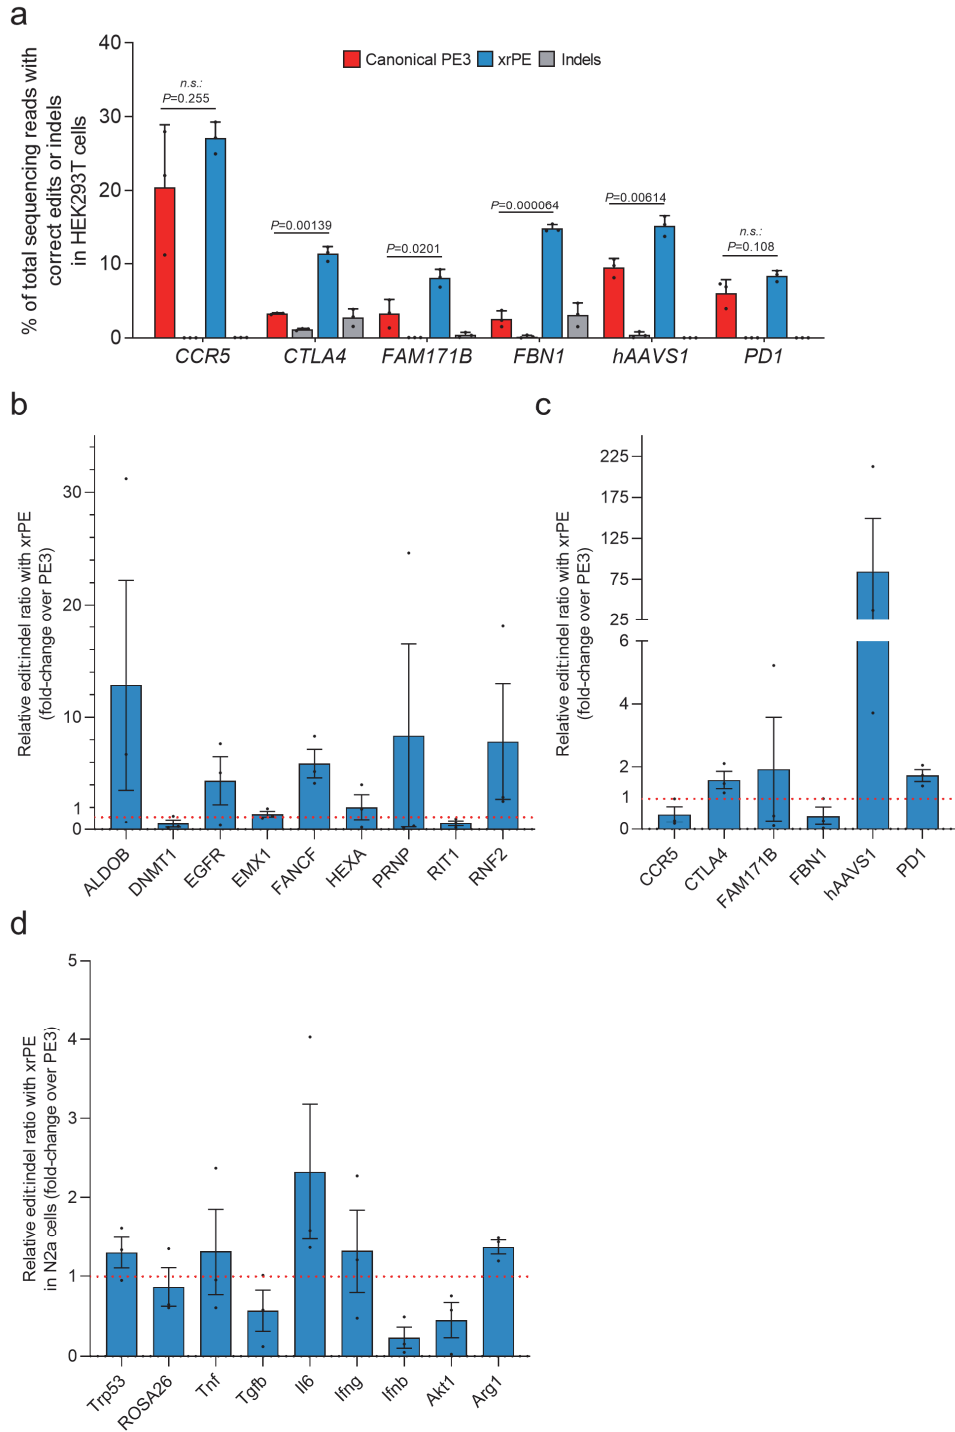 a
% of total sequencing reads with
correct edits or indels
in HEK293T cells
40
30
20
10
0
Canonical PE3
xrPE
Indels
n.s.:
P=0.255
P=0.00139
P=0.0201
P=0.000064
P=0.00614
n.s.:
P=0.108
CCR5
CTLA4
FAM171B
FBN1
hAAVS1
PD1
b
Relative edit:indel ratio with xrPE
(fold-change over PE3)
30
20
10
1
0
ALDOB
DNMT1
EGFR
EMX1
FANCF
HEXA
PRNP
RIT1
RNF2
c
Relative edit:indel ratio with xrPE
(fold-change over PE3)
225
175
125
75
25
6
4
2
1
0
CCR5
CTLA4
FAM171B
FBN1
hAAVS1
PD1
d
Relative edit:indel ratio with xrPE
in N2a cells (fold-change over PE3)
5
4
3
2
1
0
Trp53
ROSA26
Tnf
Tgfb
Il6
Ifng
Ifnb
Akt1
Arg1